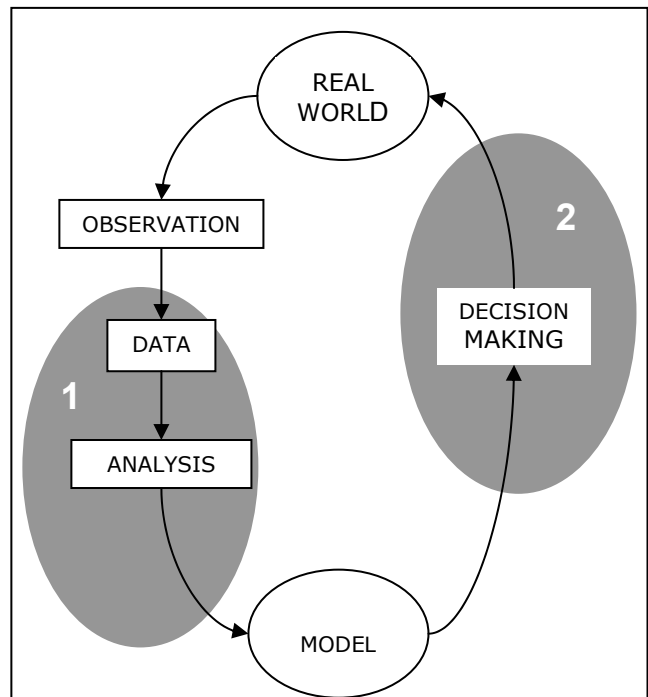 REAL
WORLD
OBSERVATION
2
DATA
DECISION
MAKING
1
ANALYSIS
MODEL